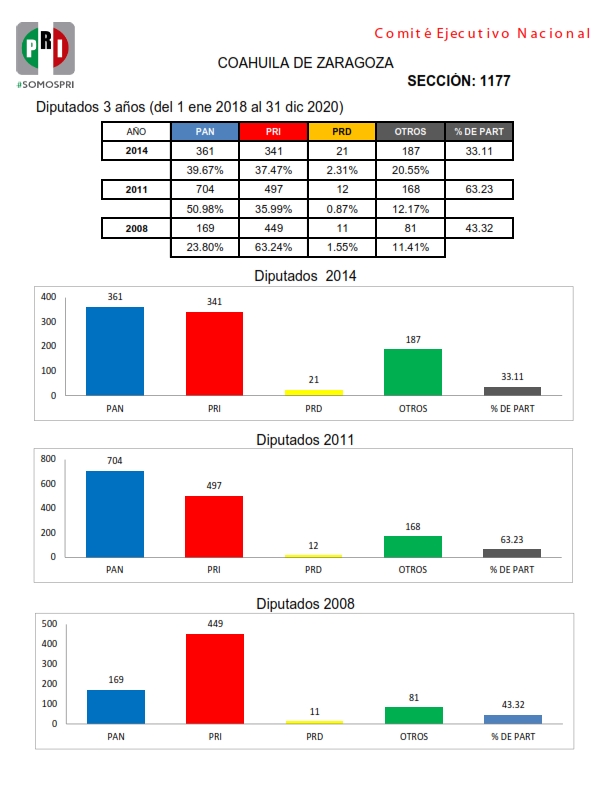 PRI
#SOMOSPRI
Comité Ejecutivo Nacional
COAHUILA DE ZARAGOZA
SECCIÓN: 1177
Diputados 3 años (del 1 ene 2018 al 31 dic 2020)
AÑO PAN PRI PRD OTROS % DE PART
2014 361 341 21 187 33.11
39.67% 37.47% 2.31% 20.55%
2011 704 497 12 168 63.23
50.98% 35.99% 0.87% 12.17%
2008 169 449 11 81 43.32
23.80% 63.24% 1.55% 11.41%
Diputados 2014
400
300
200
100
0
361 341 21 187 33.11
PAN PRI PRD OTROS % DE PART
Diputados 2011
800
600
400
200
0
704 497 12 168 63.23
PAN PRI PRD OTROS % DE PART
Diputados 2008
500
400
300
200
100
0
169 449 11 81 43.32
PAN PRI PRD OTROS % DE PART